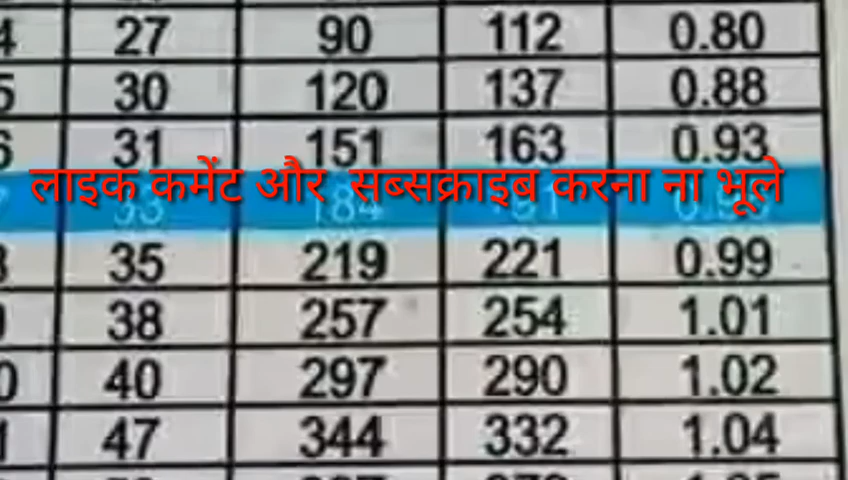 27 90 112 0.80
30 120 137 0.88
31 151 163 0.93
लाइक कमेंट और सब्सक्राइब करना ना भूले
33 184
35 219 221 0.99
38 257 254 1.01
40 297 290 1.02
47 344 332 1.04